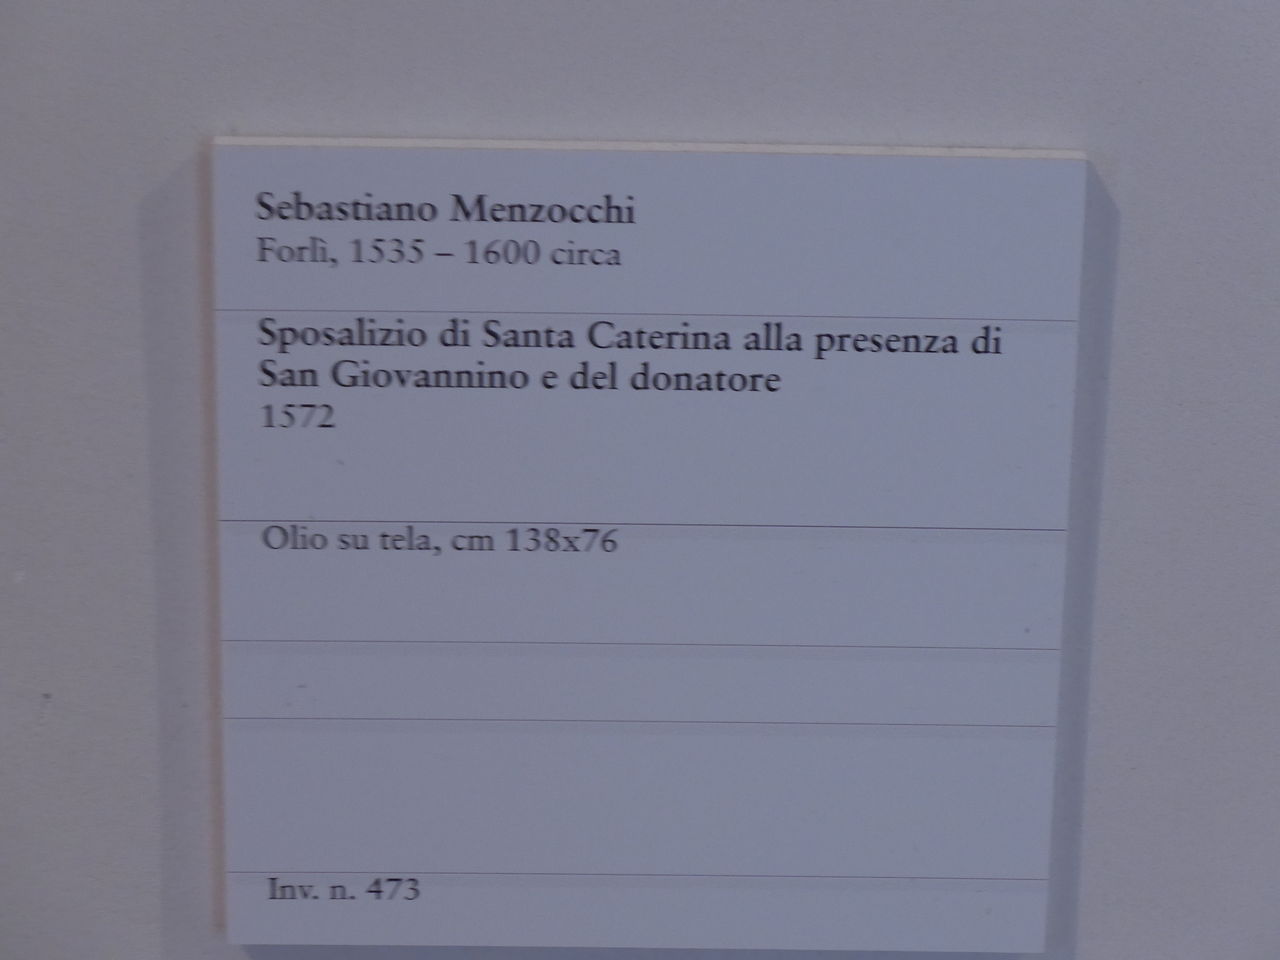 Sebastiano Menzocchi
Forlì, 1535 – 1600 circa
Sposalizio di Santa Caterina alla presenza di
San Giovannino e del donatore
1572
Olio su tela, cm 138x76
Inv. n. 473